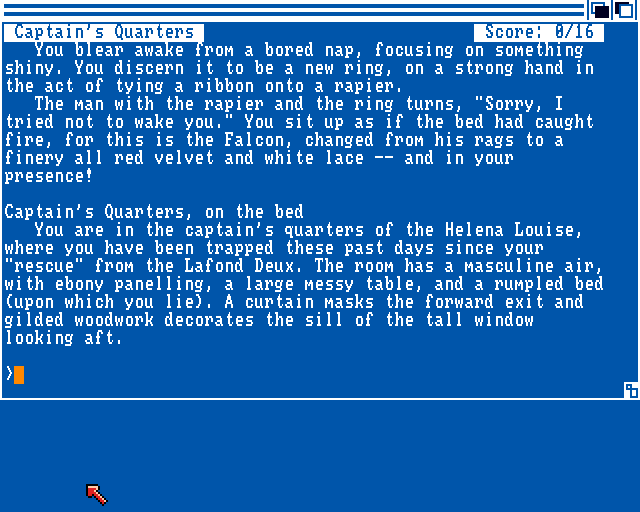 Captain's Quarters Score: 0/16
You blear awake from a bored nap, focusing on something
shiny. You discern it to be a new ring, on a strong hand in
the act of tying a ribbon onto a rapier.
The man with the rapier and the ring turns, "Sorry, I
tried not to wake you." You sit up as if the bed had caught
fire, for this is the Falcon, changed from his rags to a
finery all red velvet and white lace -- and in your
presence!
Captain's Quarters, on the bed
You are in the captain's quarters of the Helena Louise,
where you have been trapped these past days since your
"rescue" from the Lafond Deux. The room has a masculine air,
with ebony panelling, a large messy table, and a rumpled bed
(upon which you lie). A curtain masks the forward exit and
gilded woodwork decorates the sill of the tall window
looking aft.
>